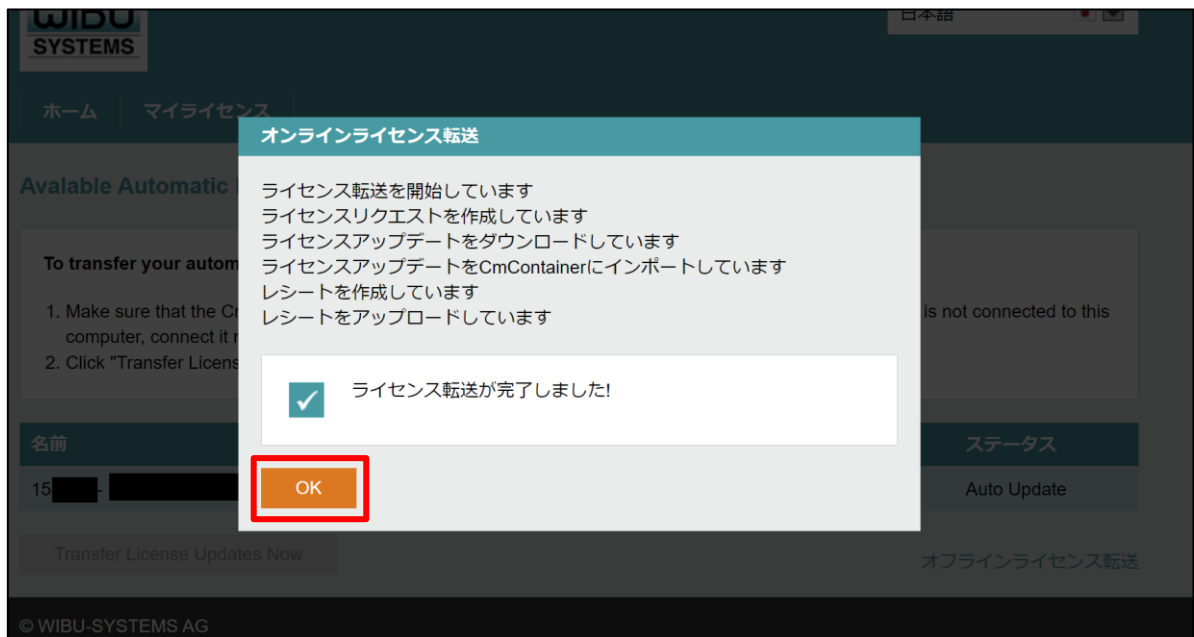 WIBU
SYSTEMS
日本語
ホーム
マイライセンス
オンラインライセンス転送
Avalable Automatic
ライセンス転送を開始しています
ライセンスリクエストを作成しています
ライセンスアップデートをダウンロードしています
ライセンスアップデートをCmContainerにインポートしています
レシートを作成しています
レシートをアップロードしています
To transfer your autom
1. Make sure that the C
is not connected to this
computer, connect it
2. Click "Transfer Licens
ライセンス転送が完了しました!
名前
ステータス
15
-
OK
Auto Update
Transfer License Updates Now
オフラインライセンス転送
© WIBU-SYSTEMS AG